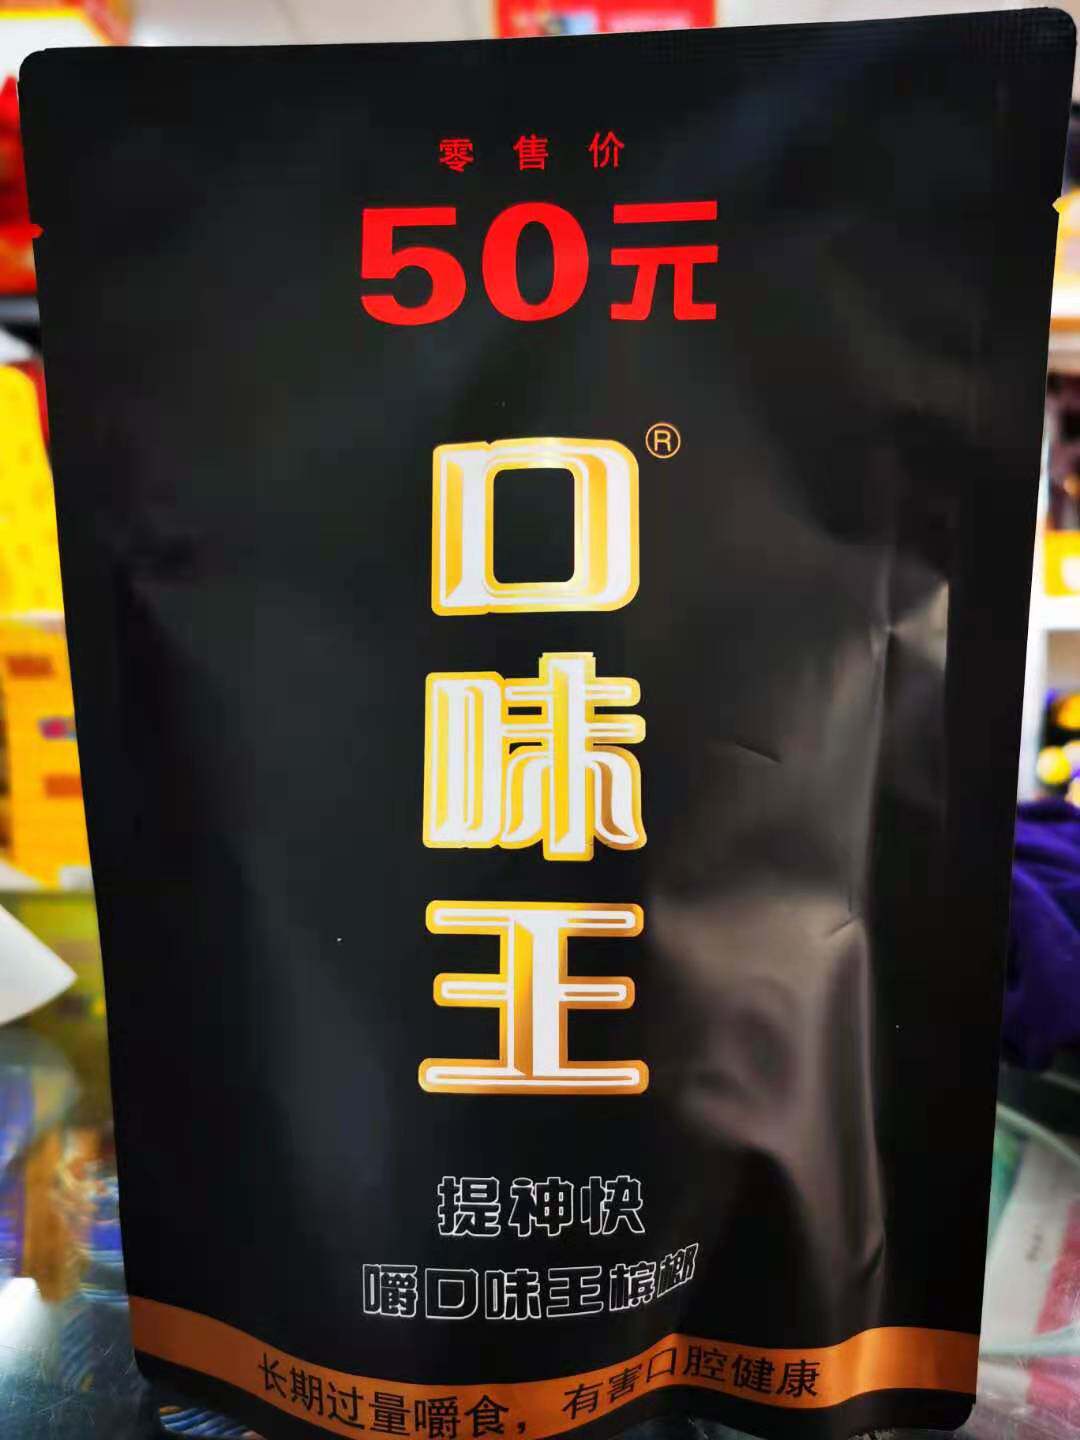 零售价
50元
口味王®
提神快
嚼口味王槟榔
长期过量嚼食，有害口腔健康